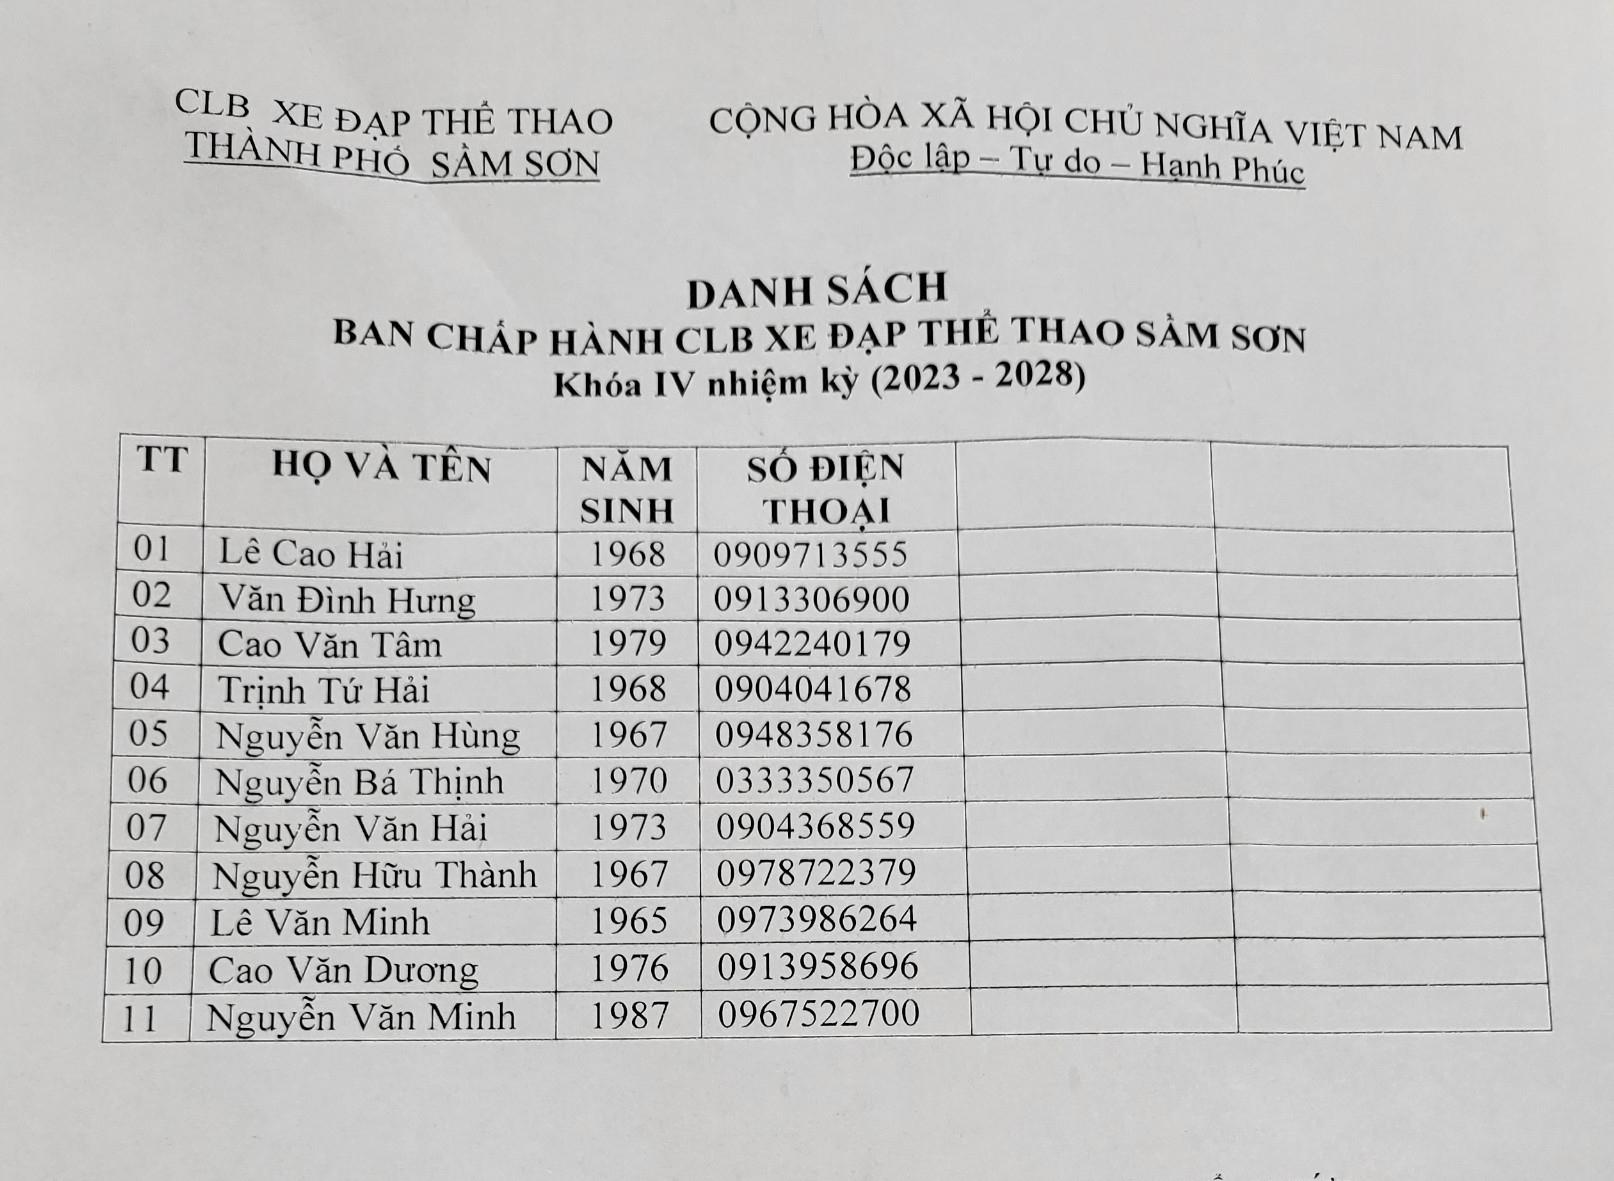 CLB XE ĐẠP THỂ THAO
THÀNH PHỐ SẦM SƠN
CỘNG HÒA XÃ HỘI CHỦ NGHĨA VIỆT NAM
Độc lập – Tự do – Hạnh Phúc
DANH SÁCH
BAN CHẤP HÀNH CLB XE ĐẠP THỂ THAO SẦM SƠN
Khóa IV nhiệm kỳ (2023 - 2028)
TT HỌ VÀ TÊN NĂM SINH SỐ ĐIỆN THOẠI
01 Lê Cao Hải 1968 0909713555
02 Văn Đình Hưng 1973 0913306900
03 Cao Văn Tâm 1979 0942240179
04 Trịnh Tứ Hải 1968 0904041678
05 Nguyễn Văn Hùng 1967 0948358176
06 Nguyễn Bá Thịnh 1970 0333350567
07 Nguyễn Văn Hải 1973 0904368559
08 Nguyễn Hữu Thành 1967 0978722379
09 Lê Văn Minh 1965 0973986264
10 Cao Văn Dương 1976 0913958696
11 Nguyễn Văn Minh 1987 0967522700